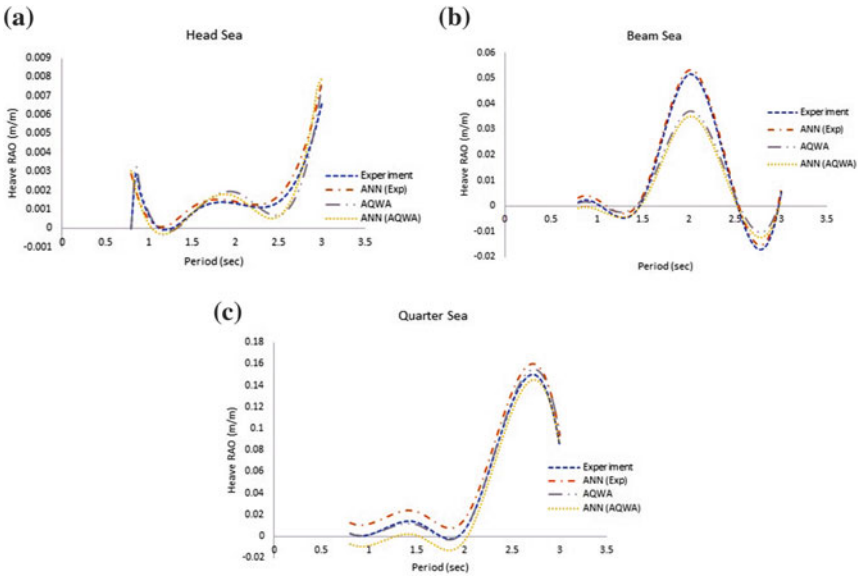 (a)
Head Sea
0.009
0.008
0.007
0.006
0.005
0.004
0.003
0.002
0.001
0
-0.001
Heave RAO (m/m)
0
0.5
1
1.5
2
2.5
3
3.5
Period (sec)
Experiment
ANN (Exp)
AQWA
ANN (AQWA)
(b)
Beam Sea
0.06
0.05
0.04
0.03
0.02
0.01
0
-0.01
-0.02
Heave RAO (m/m)
0
0.5
1
1.5
2
2.5
3
3.5
Period (sec)
Experiment
ANN (Exp)
AQWA
ANN (AQWA)
(c)
Quarter Sea
0.18
0.16
0.14
0.12
0.1
0.08
0.06
0.04
0.02
0
-0.02
Heave RAO (m/m)
0
0.5
1
1.5
2
2.5
3
3.5
Period (sec)
Experiment
ANN (Exp)
AQWA
ANN (AQWA)